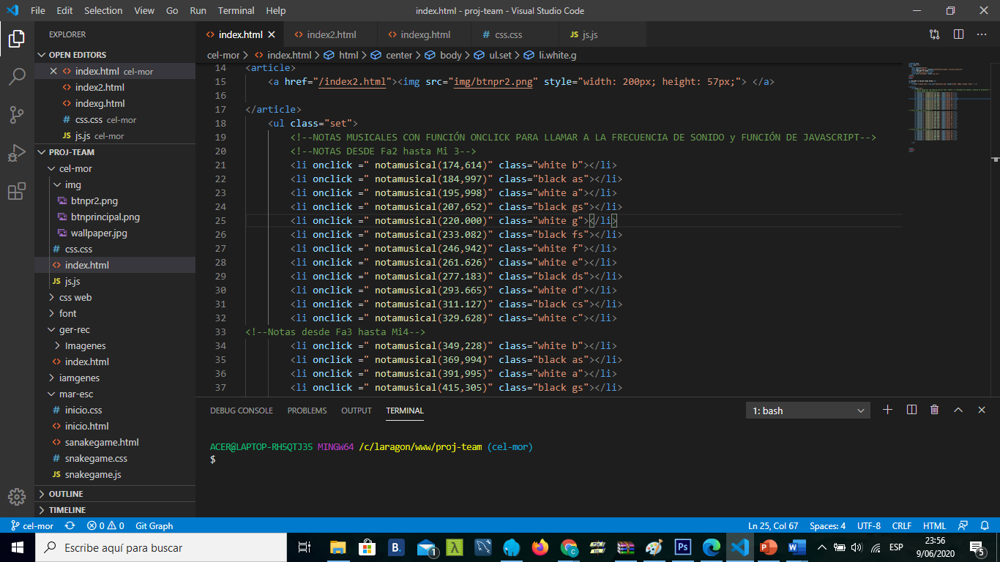 File Edit Selection View Go Run Terminal Help
index.html - proj-team - Visual Studio Code
EXPLORER
OPEN EDITORS
index.html cel-mor
index2.html
indexg.html
css.css cel-mor
js.js cel-mor
PROJ-TEAM
cel-mor
img
btnpr2.png
btnprincipal.png
wallpaper.jpg
css.css
index.html
js.js
css web
font
ger-rec
Imagenes
index.html
iamgenes
mar-esc
inicio.css
inicio.html
sanakegame.html
snakegame.css
snakegame.js
OUTLINE
TIMELINE
index.html index2.html indexg.html css.css js.js
cel-mor > index.html > html > center > body > ul.set > li.white.g
14 <article>
15 <a href="/index2.html"><img src="img/btnpr2.png" style="width: 200px; height: 57px;"> </a>
16
17 </article>
18 <ul class="set">
19 <!--NOTAS MUSICALES CON FUNCIÓN ONCLICK PARA LLAMAR A LA FRECUENCIA DE SONIDO y FUNCIÓN DE JAVASCRIPT-->
20 <!--NOTAS DESDE Fa2 hasta Mi 3-->
21 <li onclick =" notamusical(174,614)" class="white b"></li>
22 <li onclick =" notamusical(184,997)" class="black as"></li>
23 <li onclick =" notamusical(195,998)" class="white a"></li>
24 <li onclick =" notamusical(207,652)" class="black gs"></li>
25 <li onclick =" notamusical(220.000)" class="white g"></li>
26 <li onclick =" notamusical(233.082)" class="black fs"></li>
27 <li onclick =" notamusical(246,942)" class="white f"></li>
28 <li onclick =" notamusical(261.626)" class="white e"></li>
29 <li onclick =" notamusical(277.183)" class="black ds"></li>
30 <li onclick =" notamusical(293.665)" class="white d"></li>
31 <li onclick =" notamusical(311.127)" class="black cs"></li>
32 <li onclick =" notamusical(329.628)" class="white c"></li>
33 <!--Notas desde Fa3 hasta Mi4-->
34 <li onclick =" notamusical(349,228)" class="white b"></li>
35 <li onclick =" notamusical(369,994)" class="black as"></li>
36 <li onclick =" notamusical(391,995)" class="white a"></li>
37 <li onclick =" notamusical(415,305)" class="black gs"></li>
DEBUG CONSOLE PROBLEMS OUTPUT TERMINAL
1: bash
ACER@LAPTOP-RH5QTJ35 MINGW64 /c/laragon/www/proj-team (cel-mor)
$
cel-mor 0 0 Git Graph
Ln 25, Col 67 Spaces: 4 UTF-8 CRLF HTML
Escribe aquí para buscar
B. 1 λ C Ps P W
ESP
23:56
9/06/2020
5